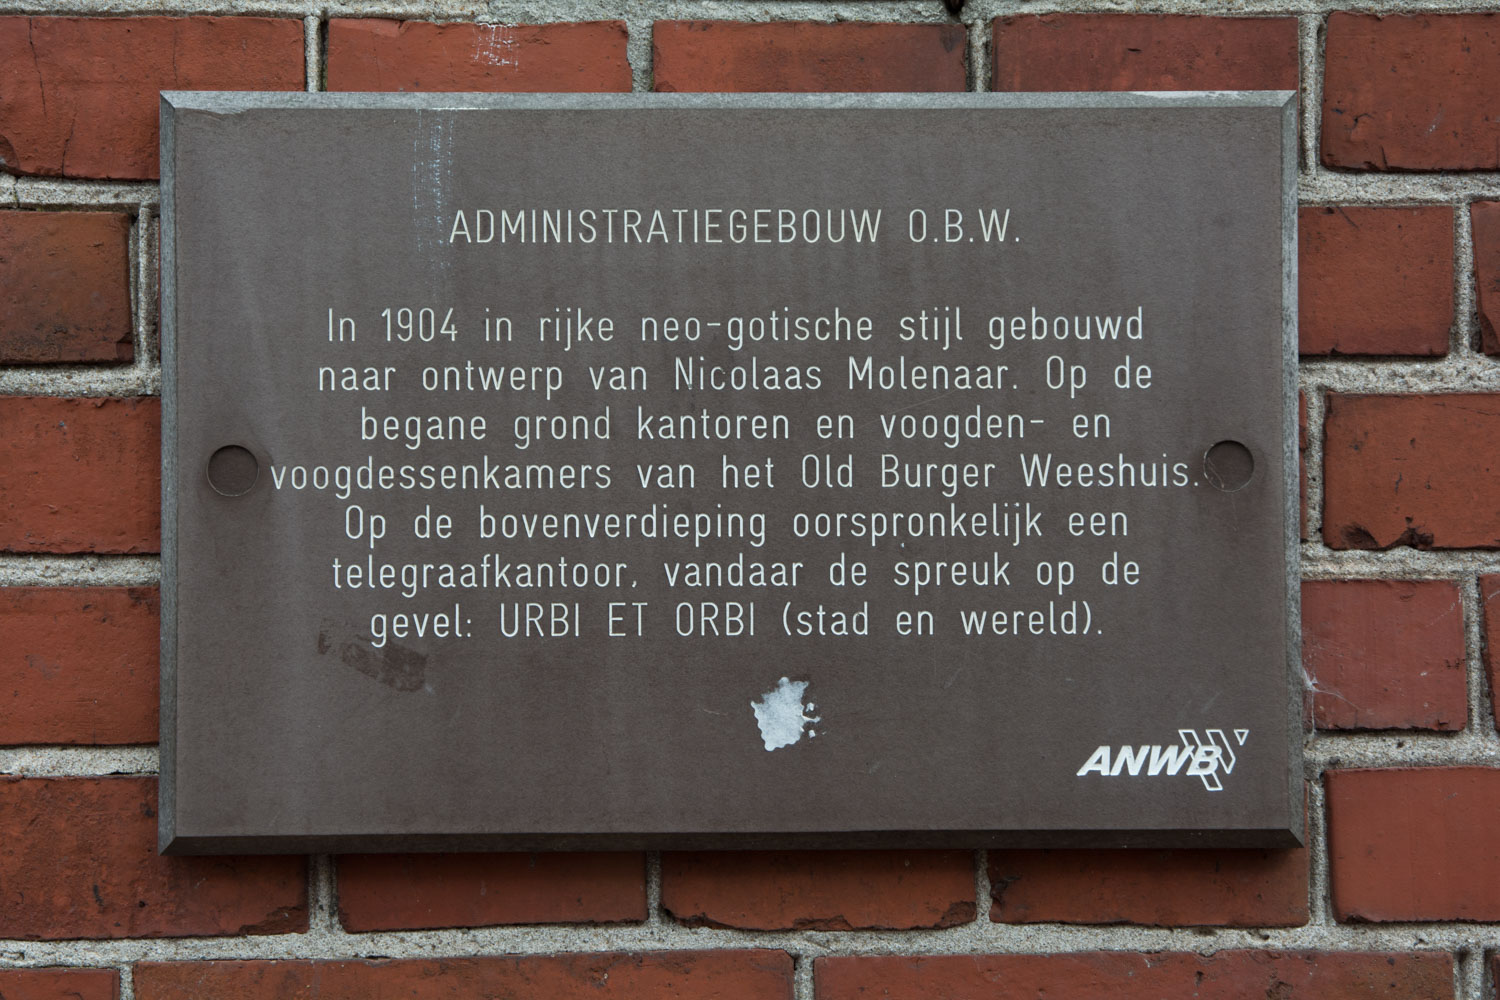 ADMINISTRATIEGEBOUW O.B.W.
In 1904 in rijke neo-gotische stijl gebouwd
naar ontwerp van Nicolaas Molenaar. Op de
begane grond kantoren en voogden- en
voogdessenkamers van het Old Burger Weeshuis.
Op de bovenverdieping oorspronkelijk een
telegraafkantoor, vandaar de spreuk op de
gevel: URBI ET ORBI (stad en wereld).
ANWB